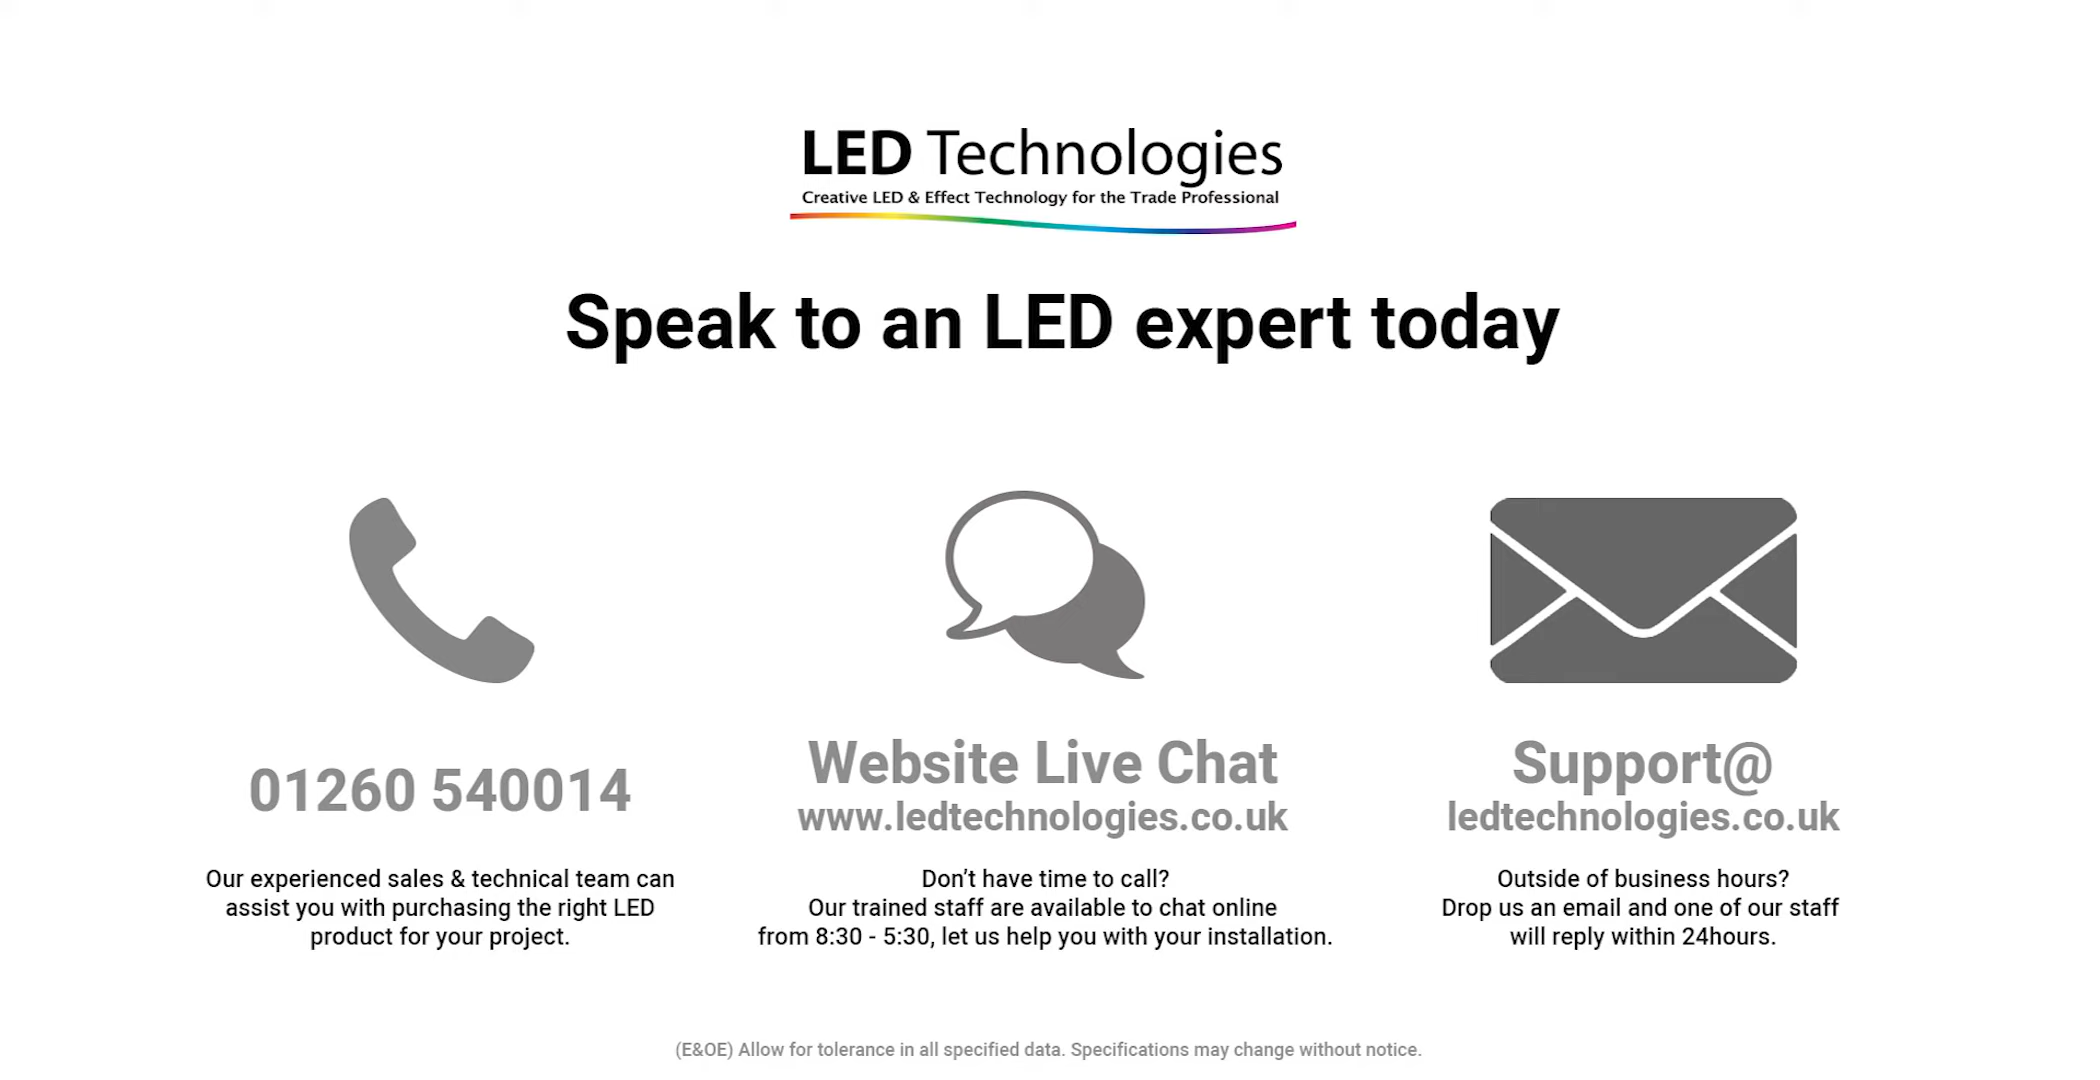 LED Technologies
Creative LED & Effect Technology for the Trade Professional
Speak to an LED expert today
01260 540014
Our experienced sales & technical team can
assist you with purchasing the right LED
product for your project.
Website Live Chat
www.ledtechnologies.co.uk
Don’t have time to call?
Our trained staff are available to chat online
from 8:30 - 5:30, let us help you with your installation.
Support@
ledtechnologies.co.uk
Outside of business hours?
Drop us an email and one of our staff
will reply within 24hours.
(E&OE) Allow for tolerance in all specified data. Specifications may change without notice.